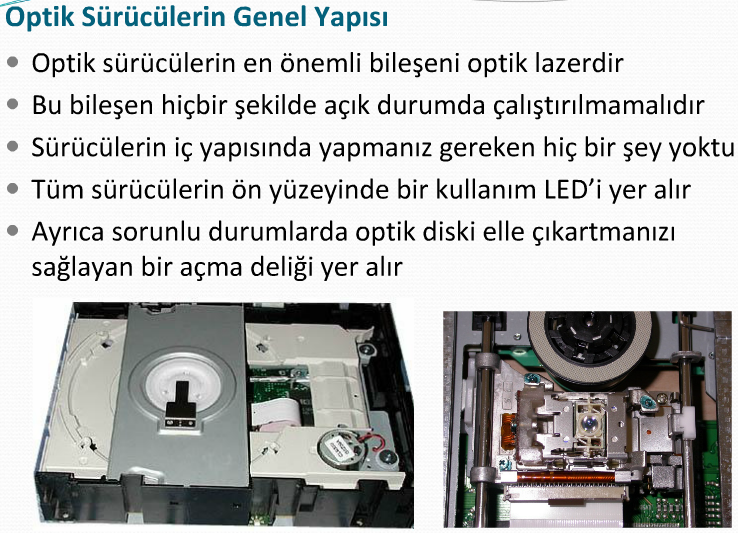 Optik Sürücülerin Genel Yapısı
• Optik sürücülerin en önemli bileşeni optik lazerdir
• Bu bileşen hiçbir şekilde açık durumda çalıştırılmamalıdır
• Sürücülerin iç yapısında yapmanız gereken hiç bir şey yoktu
• Tüm sürücülerin ön yüzeyinde bir kullanım LED’i yer alır
• Ayrıca sorunlu durumlarda optik diski elle çıkartmanızı
sağlayan bir açma deliği yer alır